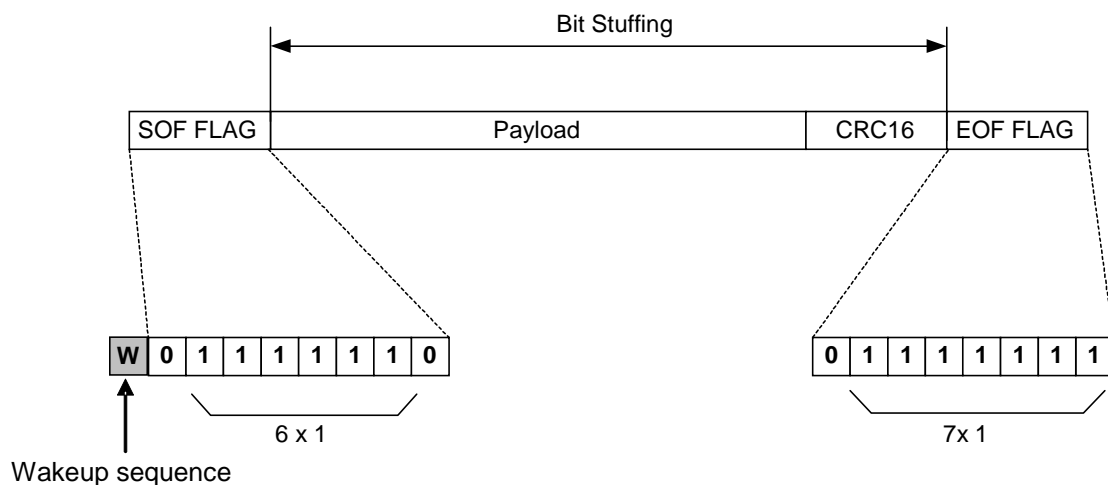 Bit Stuffing
SOF FLAG Payload CRC16 EOF FLAG
W 0 1 1 1 1 1 1 0 0 1 1 1 1 1 1 1
6 x 1 7x 1
Wakeup sequence